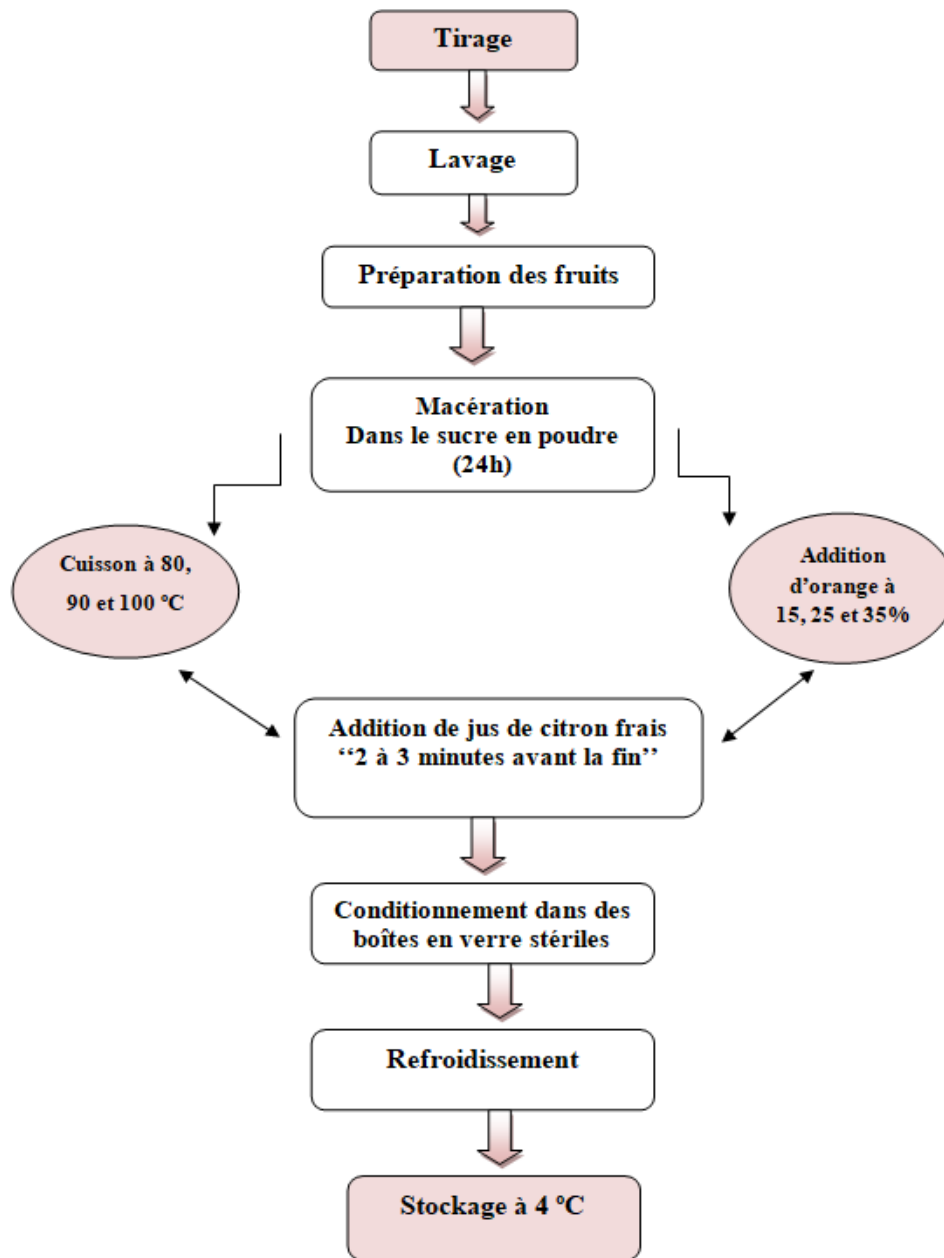 Tirage
Lavage
Préparation des fruits
Macération
Dans le sucre en poudre
(24h)
Cuisson à 80,
90 et 100 °C
Addition
d’orange à
15, 25 et 35%
Addition de jus de citron frais
‘‘2 à 3 minutes avant la fin’’
Conditionnement dans des
boîtes en verre stériles
Refroidissement
Stockage à 4 °C